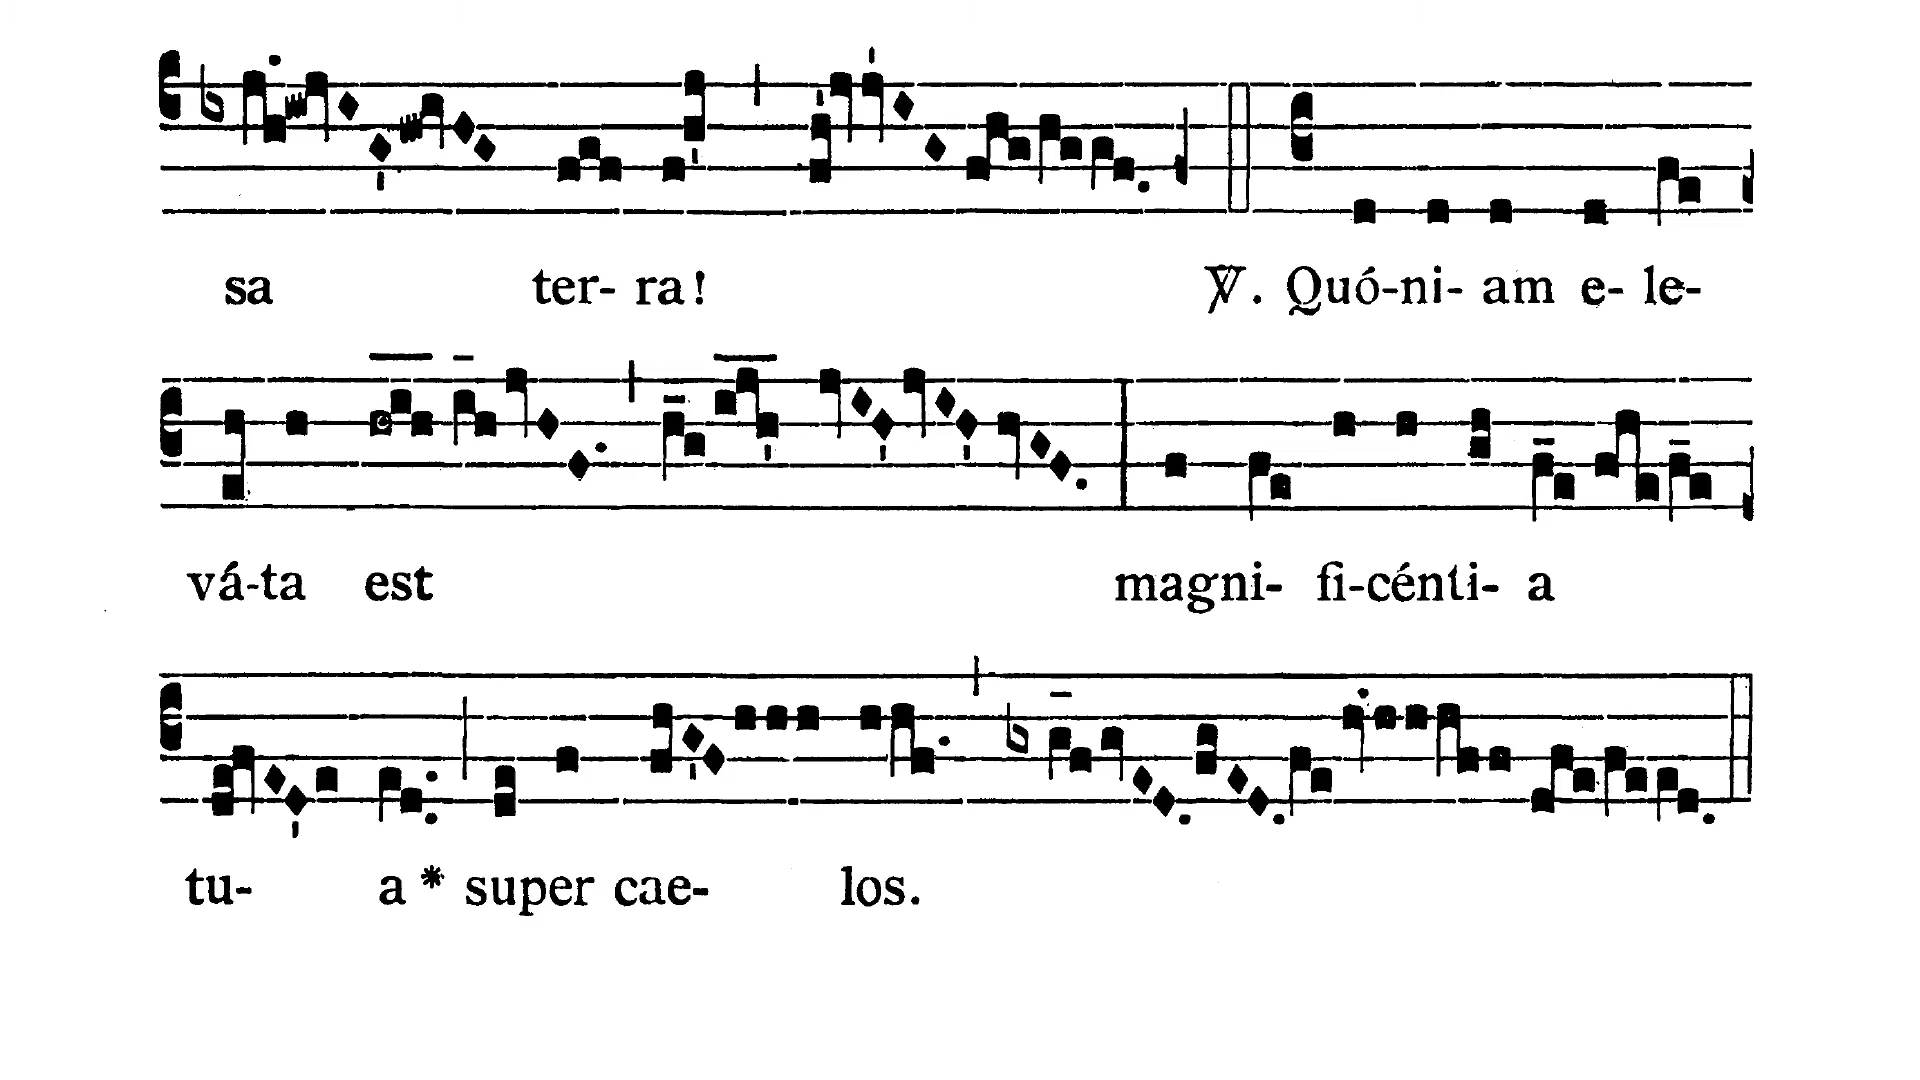 sa ter- ra! ℣. Quó-ni- am e- le-
vá-ta est magni- fi-cénti- a
tu- a * super cae- los.